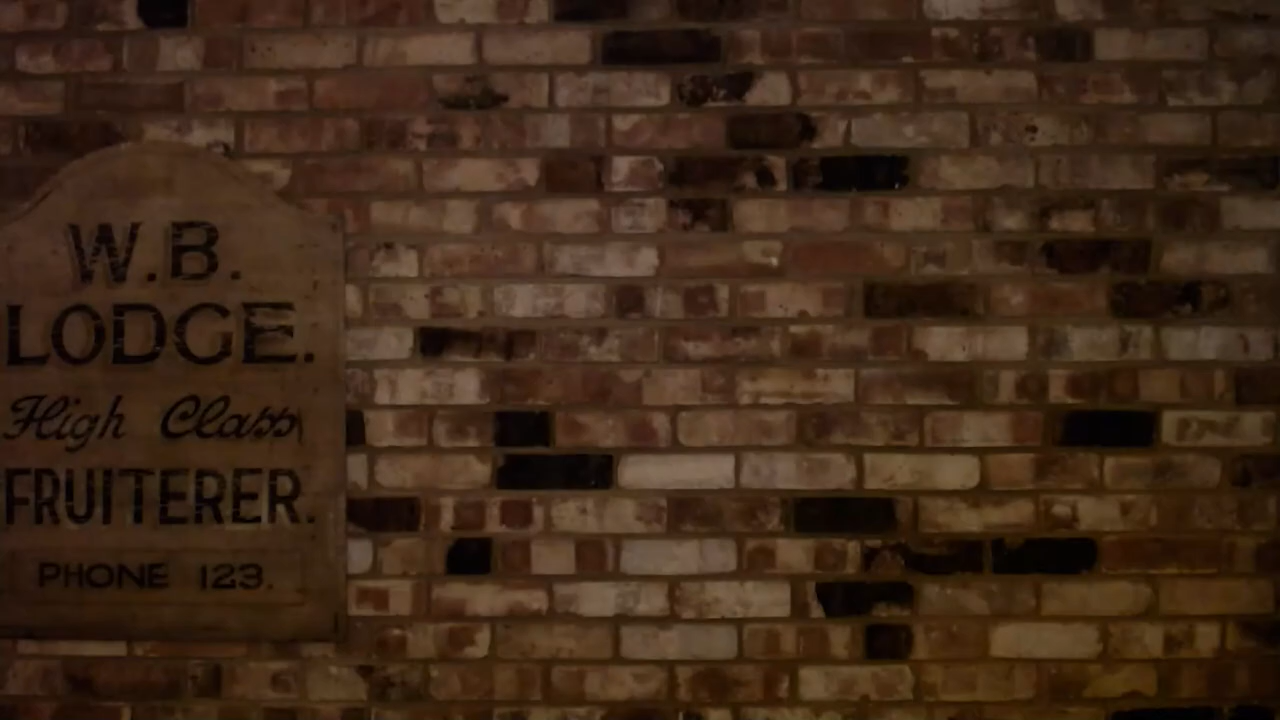 W.B.
LODGE.
High Class
FRUITERER.
PHONE 123.